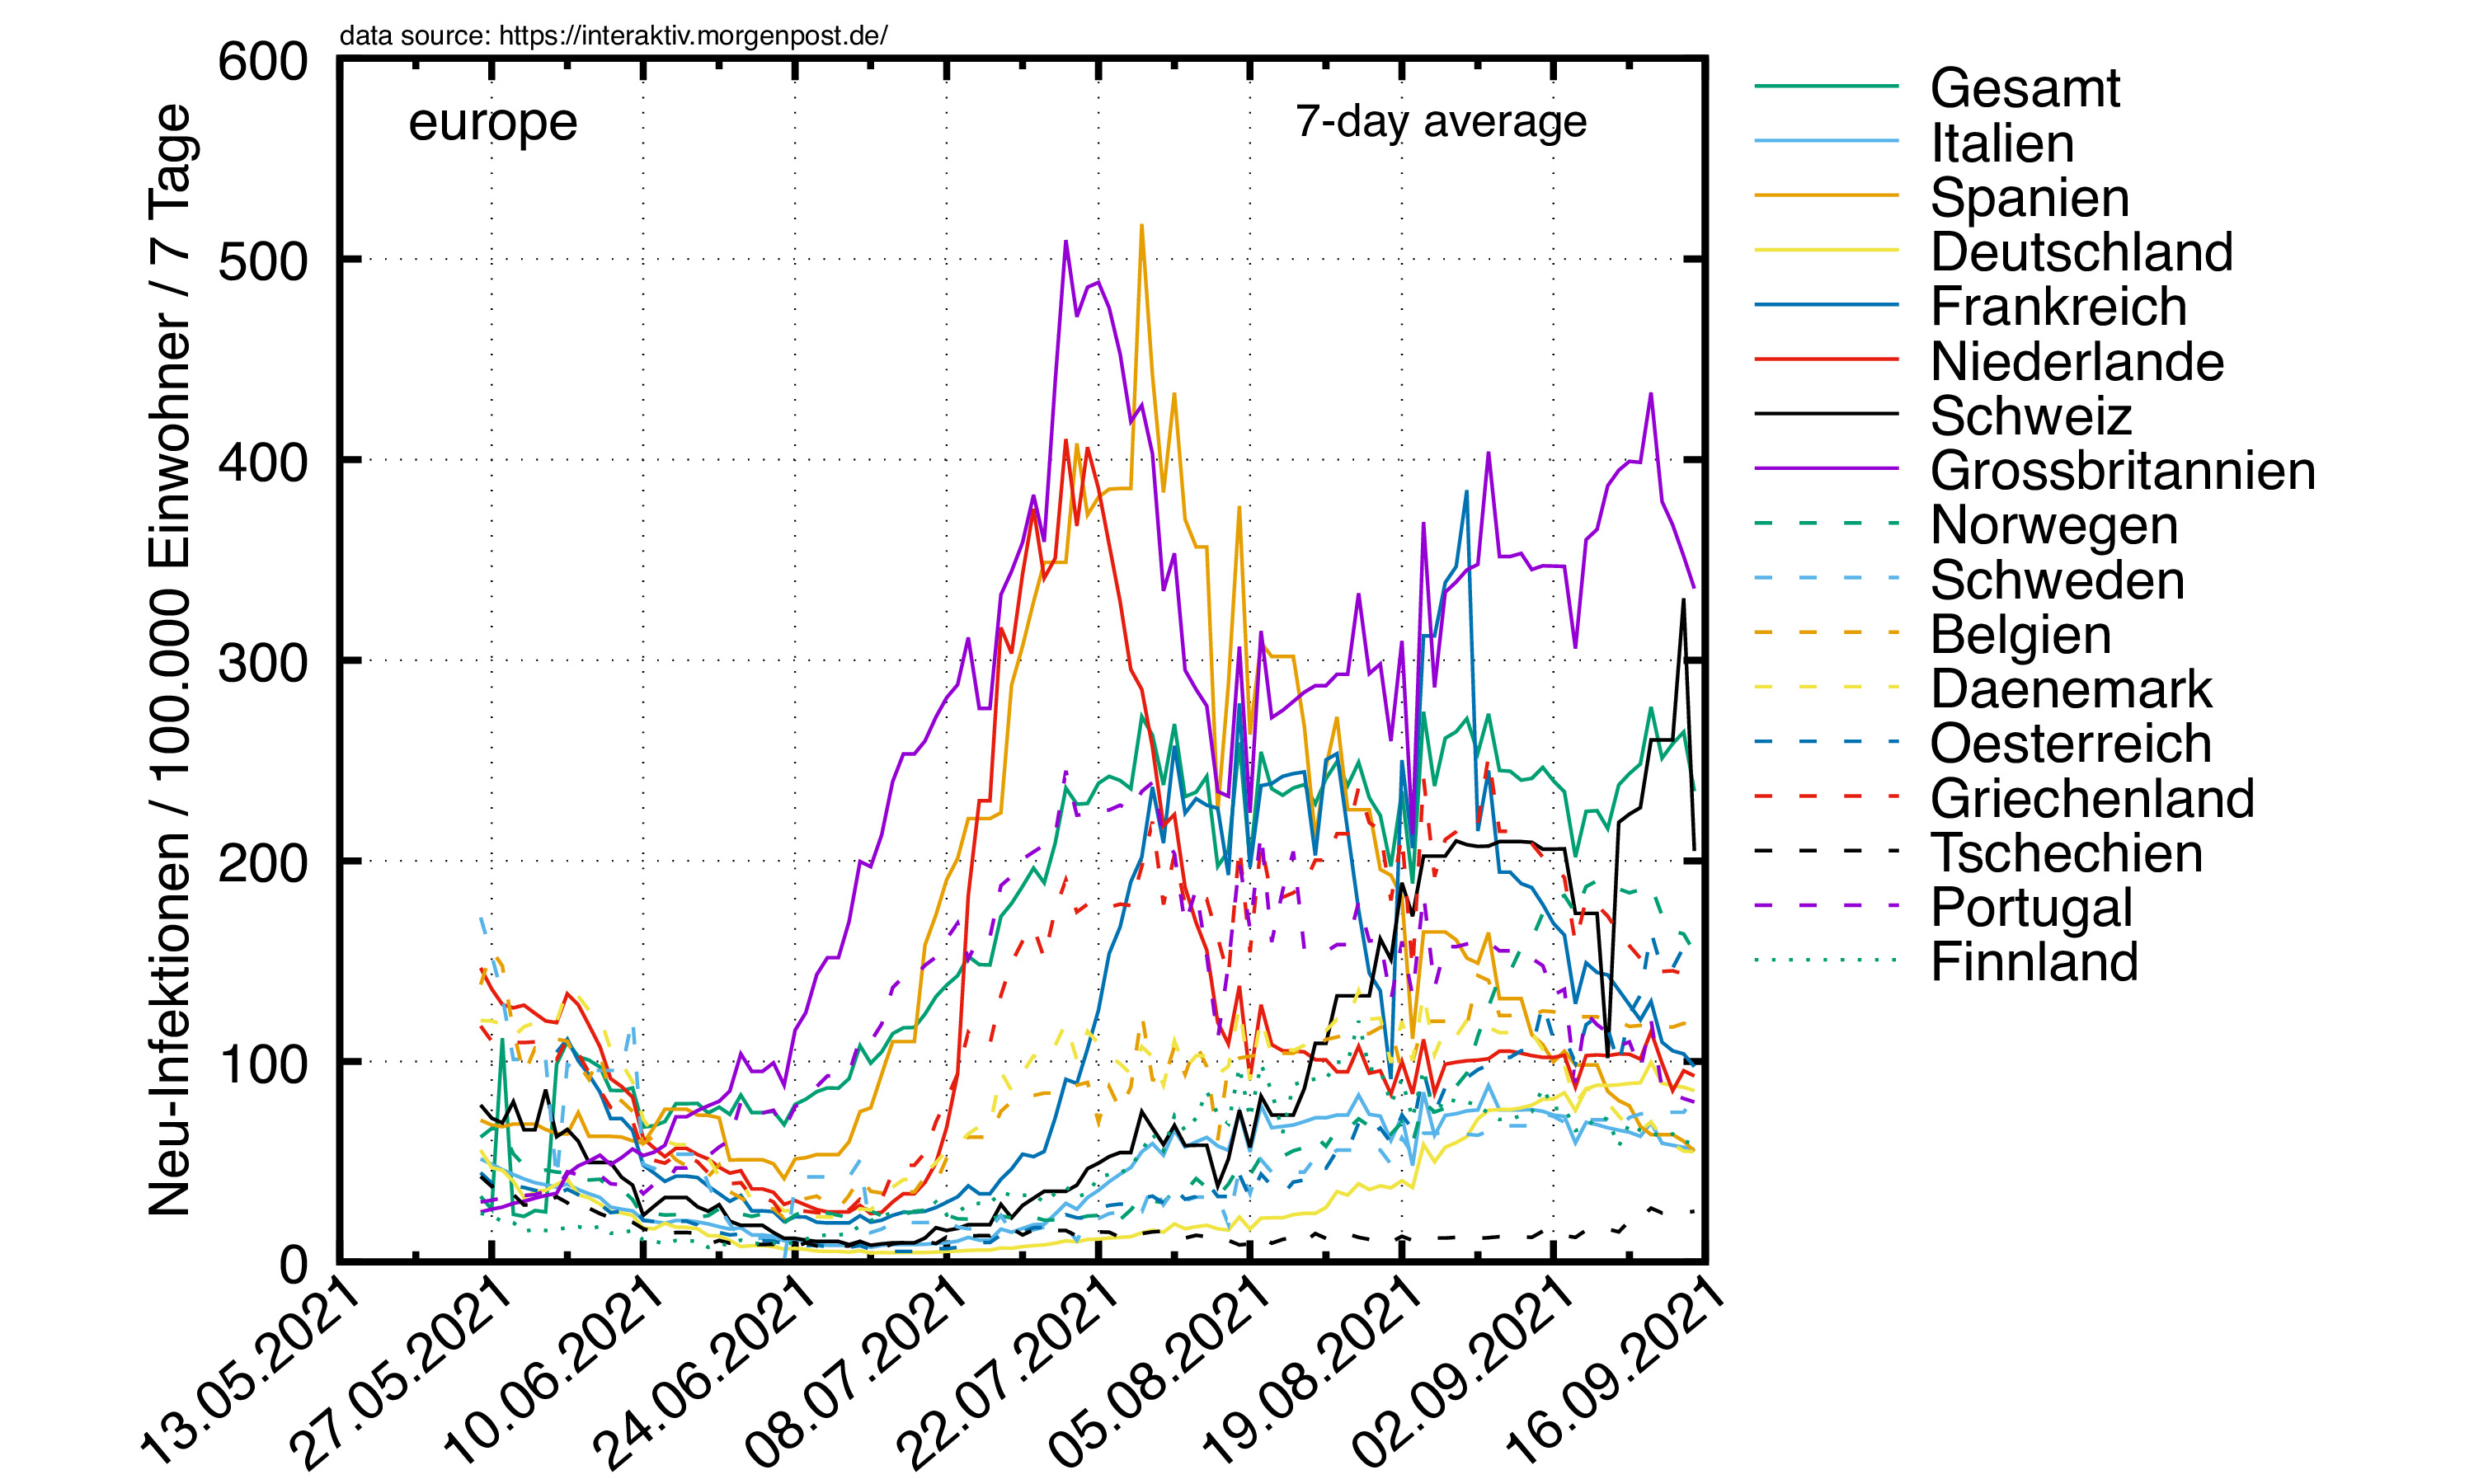 data source: https://interaktiv.morgenpost.de/
europe
7-day average
Neu-Infektionen / 100.000 Einwohner / 7 Tage
600
500
400
300
200
100
0
13.05.2021
27.05.2021
10.06.2021
24.06.2021
08.07.2021
22.07.2021
05.08.2021
19.08.2021
02.09.2021
16.09.2021
Gesamt
Italien
Spanien
Deutschland
Frankreich
Niederlande
Schweiz
Grossbritannien
Norwegen
Schweden
Belgien
Daenemark
Oesterreich
Griechenland
Tschechien
Portugal
Finnland